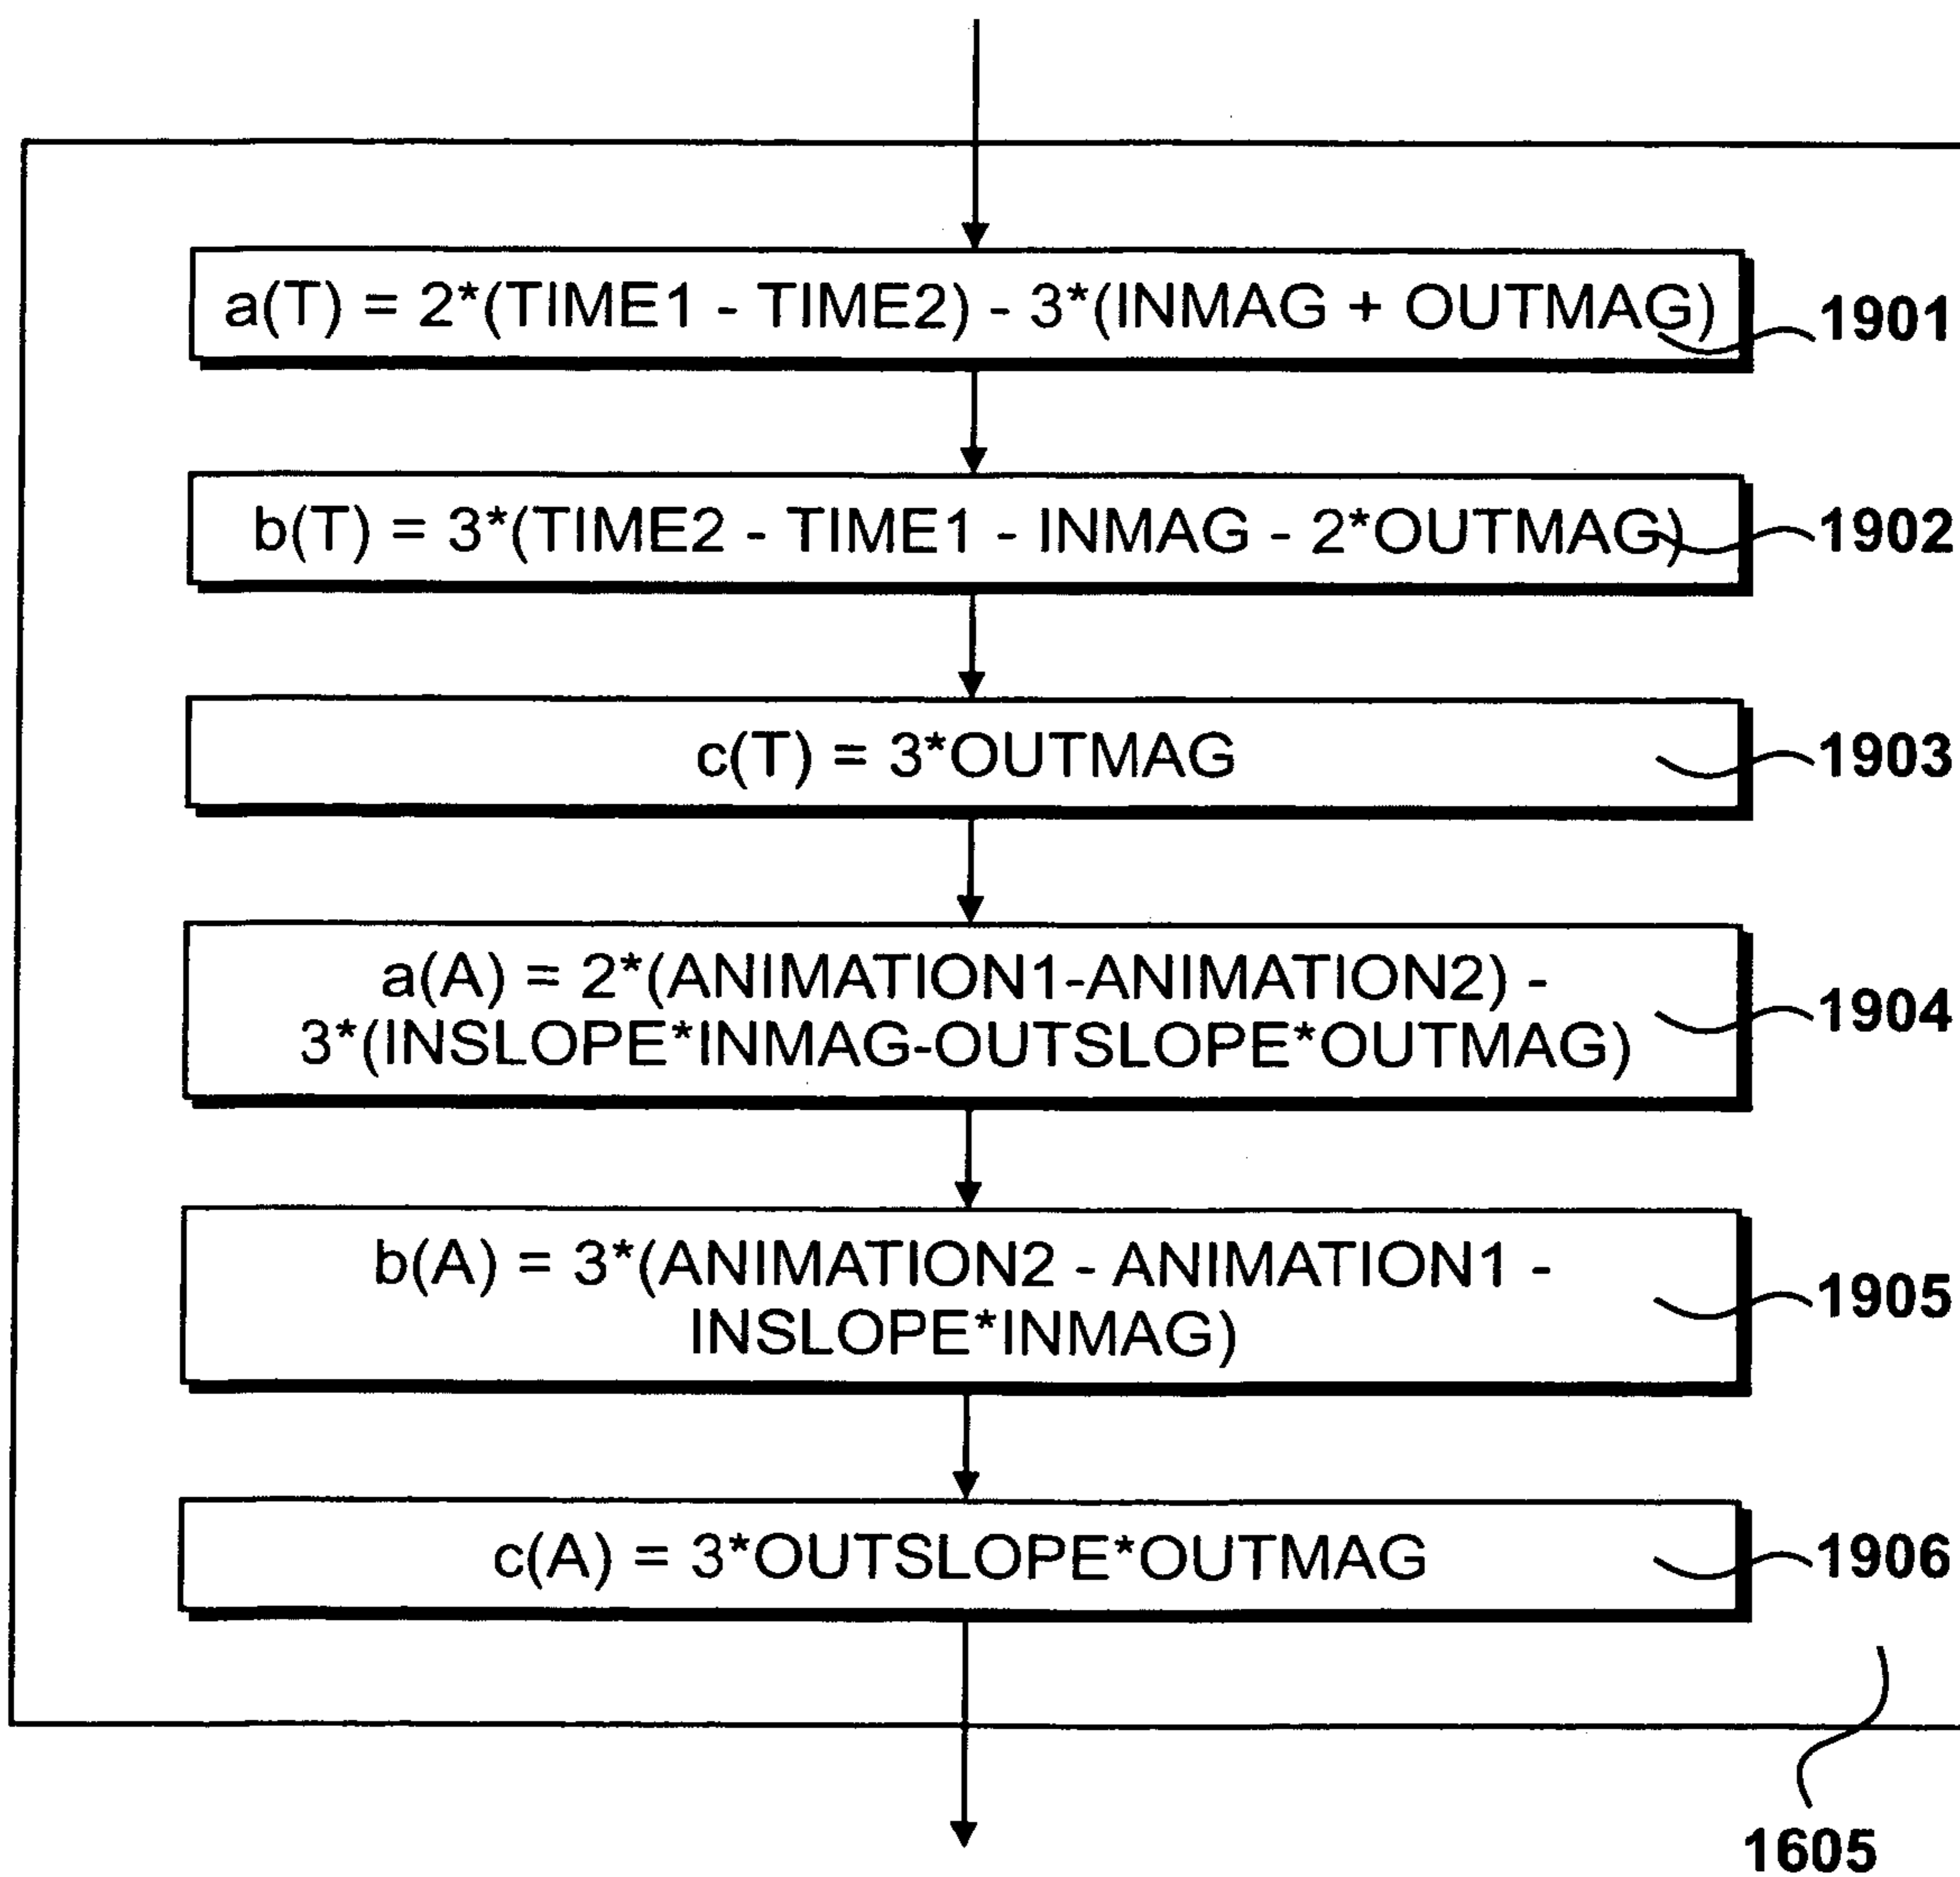 a(T) = 2*(TIME1 - TIME2) - 3*(INMAG + OUTMAG)
1901
b(T) = 3*(TIME2 - TIME1 - INMAG - 2*OUTMAG)
1902
c(T) = 3*OUTMAG
1903
a(A) = 2*(ANIMATION1-ANIMATION2) -
3*(INSLOPE*INMAG-OUTSLOPE*OUTMAG)
1904
b(A) = 3*(ANIMATION2 - ANIMATION1 -
INSLOPE*INMAG)
1905
c(A) = 3*OUTSLOPE*OUTMAG
1906
1605